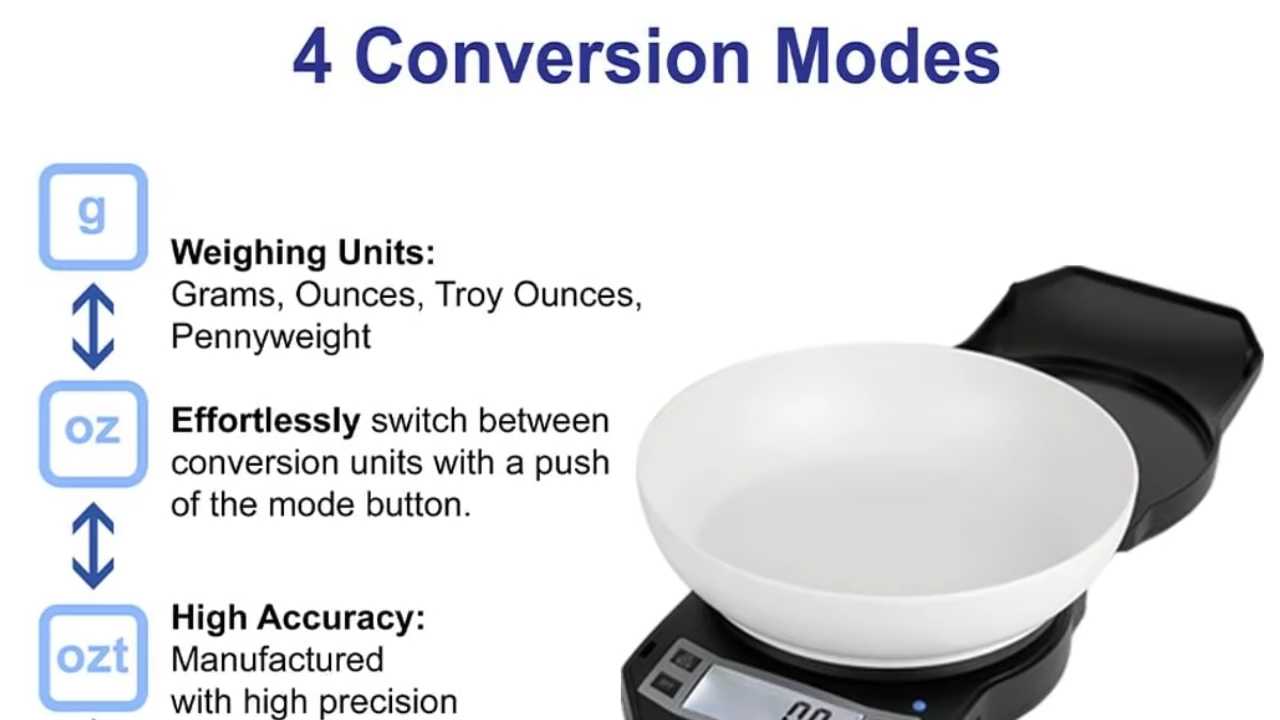 4 Conversion Modes
g
Weighing Units:
Grams, Ounces, Troy Ounces,
Pennyweight
oz
Effortlessly switch between
conversion units with a push
of the mode button.
ozt
High Accuracy:
Manufactured
with high precision